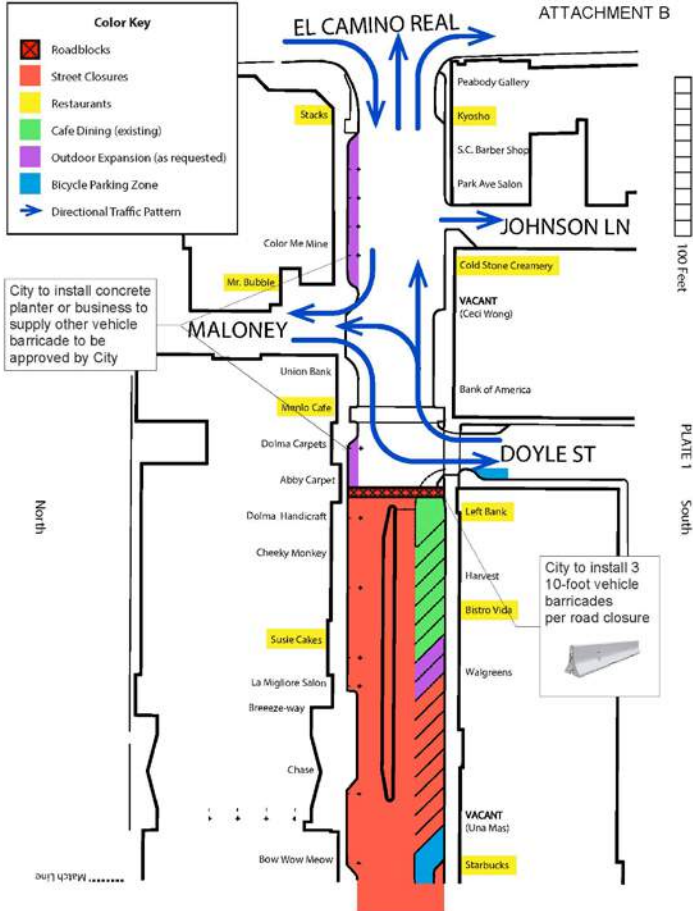 ATTACHMENT B
Color Key
Roadblocks
Street Closures
Restaurants
Cafe Dining (existing)
Outdoor Expansion (as requested)
Bicycle Parking Zone
Directional Traffic Pattern
EL CAMINO REAL
Stacks
Peabody Gallery
Kyosho
S.C. Barber Shop
Park Ave Salon
JOHNSON LN
100 Feet
Color Me Mine
Mr. Bubble
Cold Stone Creamery
VACANT
(Ceci Wong)
City to install concrete
planter or business to
supply other vehicle
barricade to be
approved by City
MALONEY
Union Bank
Menlo Cafe
Bank of America
Dolma Carpets
DOYLE ST
PLATE 1
Abby Carpet
North
South
Dolma Handicraft
Left Bank
Cheeky Monkey
Harvest
Bistro Vida
City to install 3
10-foot vehicle
barricades
per road closure
Susie Cakes
Walgreens
La Migliore Salon
Breeeze-way
Chase
VACANT
(Una Mas)
Bow Wow Meow
Starbucks
Match Line